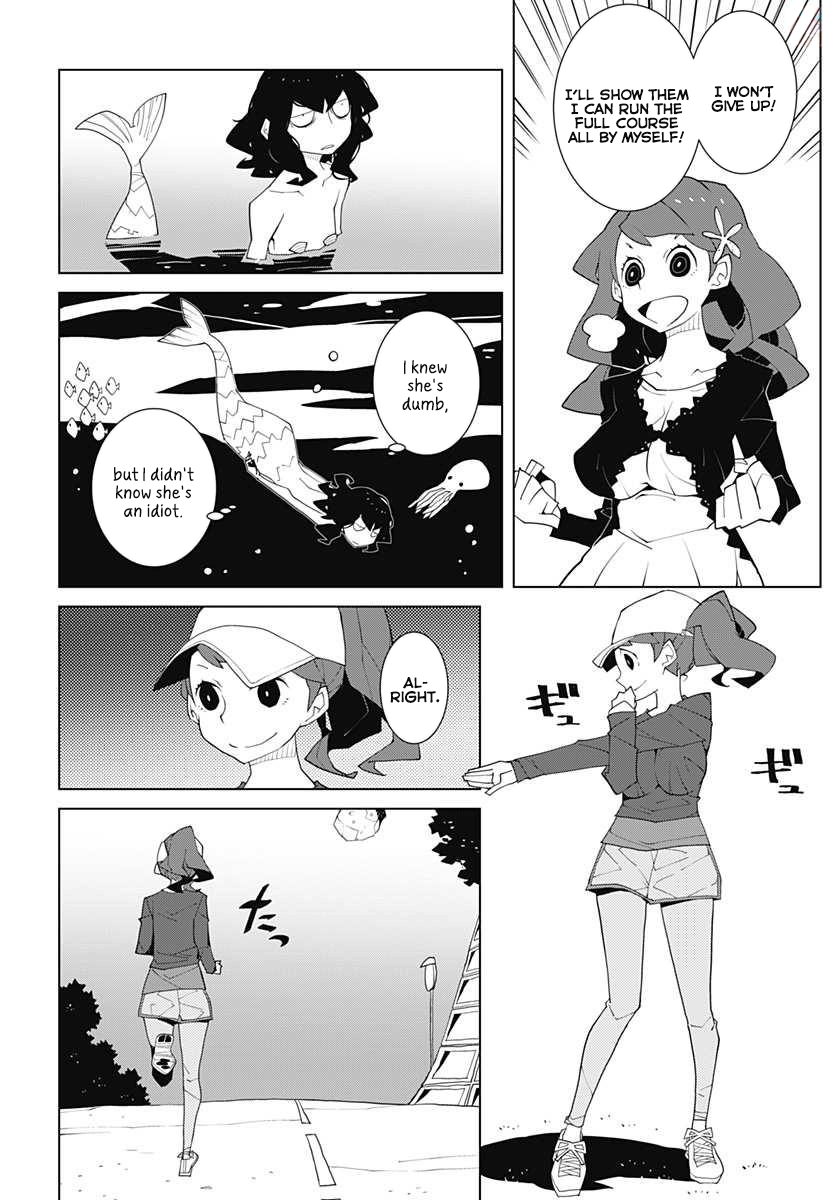 I WON'T
GIVE UP!
I'LL SHOW THEM
I CAN RUN THE
FULL COURSE
ALL BY MYSELF!
I knew
she's
dumb,
but I didn't
know she's
an idiot.
AL-
RIGHT.
ギュ
ギュ
たっ